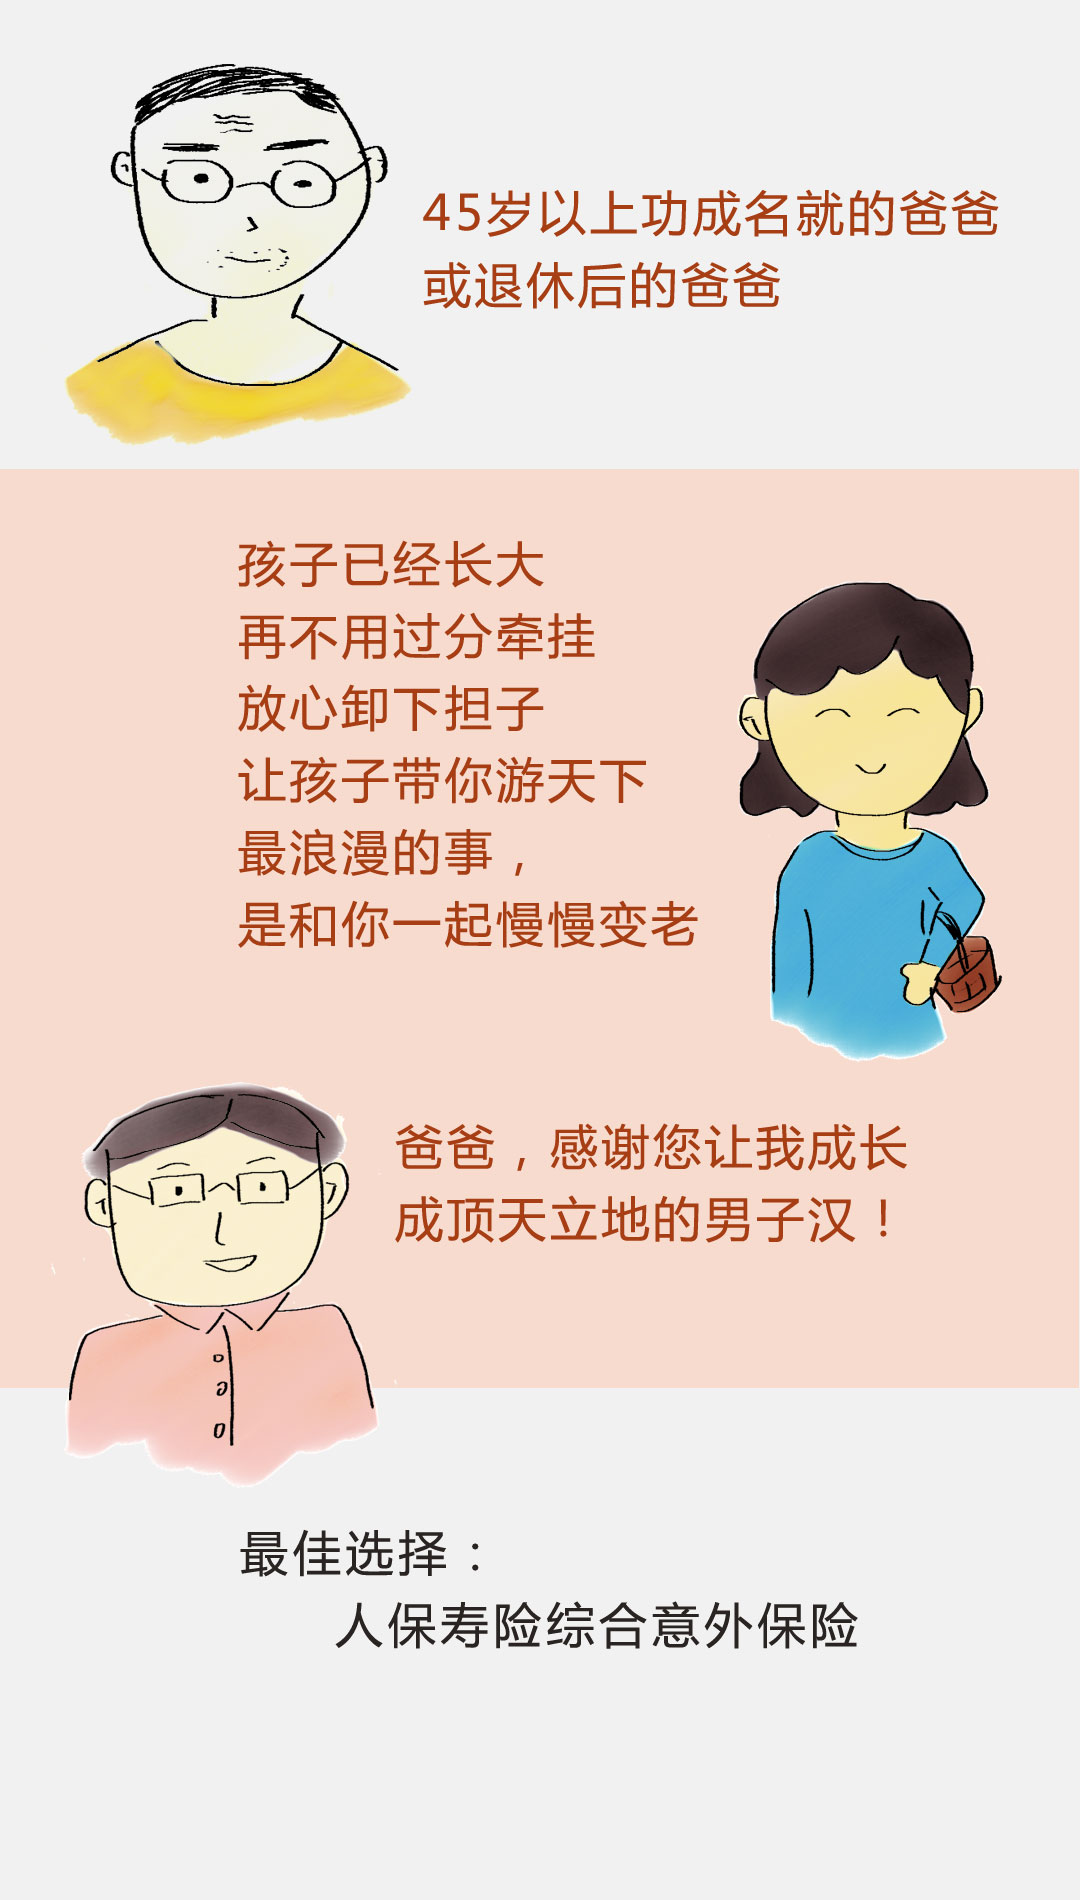 45岁以上功成名就的爸爸
或退休后的爸爸
孩子已经长大
再不用过分牵挂
放心卸下担子
让孩子带你游天下
最浪漫的事，
是和你一起慢慢变老
爸爸，感谢您让我成长
成顶天立地的男子汉！
最佳选择：
人保寿险综合意外保险